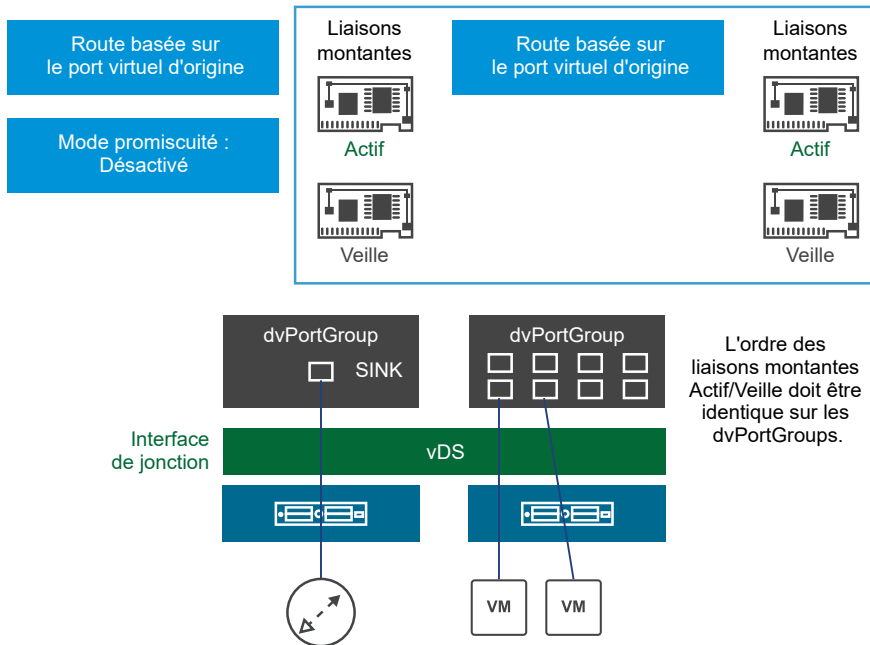 Route basée sur
le port virtuel d'origine
Mode promiscuité :
Désactivé
Liaisons
montantes
Actif
Veille
Route basée sur
le port virtuel d'origine
Liaisons
montantes
Actif
Veille
dvPortGroup
SINK
dvPortGroup
L'ordre des
liaisons montantes
Actif/Veille doit être
identique sur les
dvPortGroups.
Interface
de jonction
vDS
VM
VM